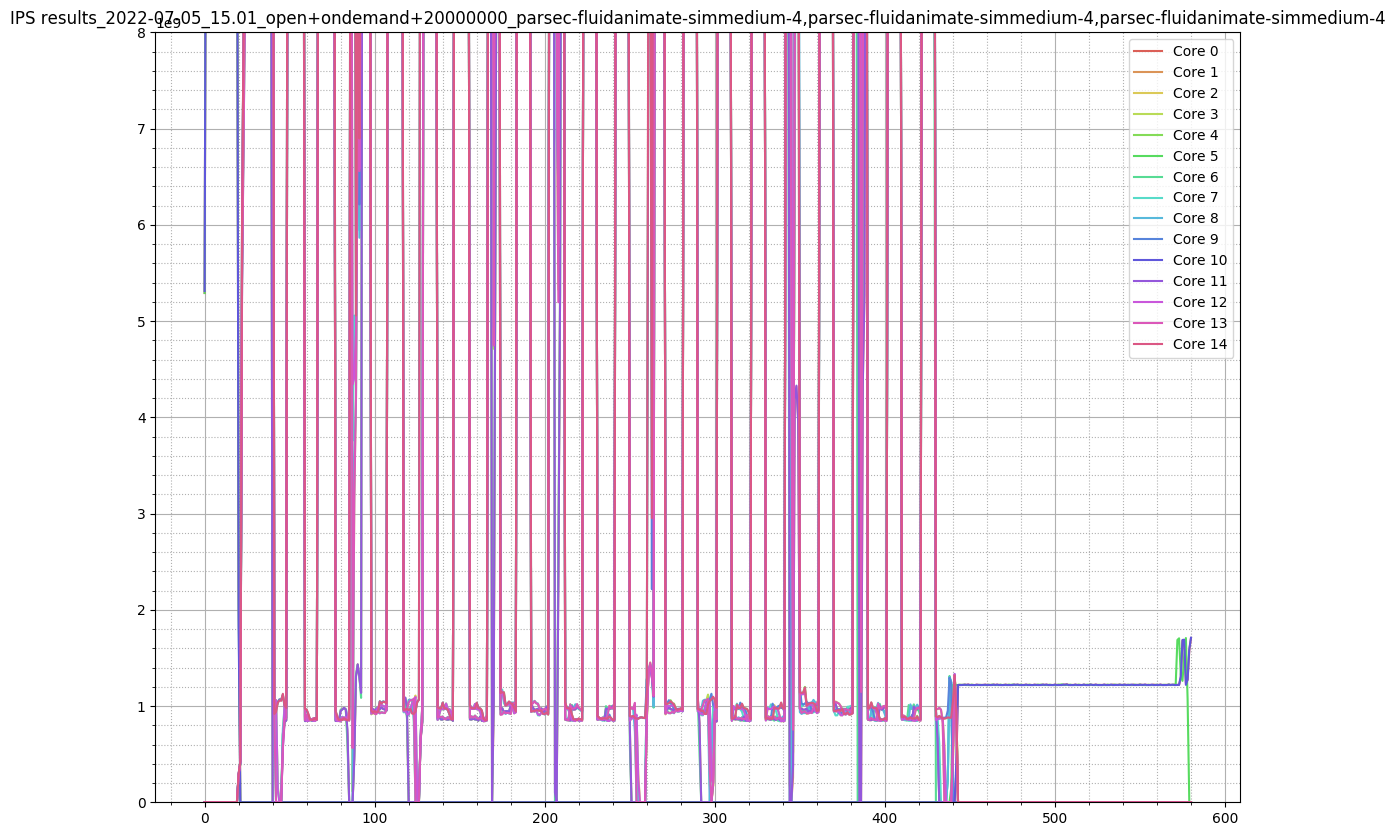 IPS results_2022-07-05_15.01_open+ondemand+20000000_parsec-fluidanimate-simmedium-4,parsec-fluidanimate-simmedium-4,parsec-fluidanimate-simmedium-4
1e9
8
7
6
5
4
3
2
1
0
Core 0
Core 1
Core 2
Core 3
Core 4
Core 5
Core 6
Core 7
Core 8
Core 9
Core 10
Core 11
Core 12
Core 13
Core 14
0 100 200 300 400 500 600